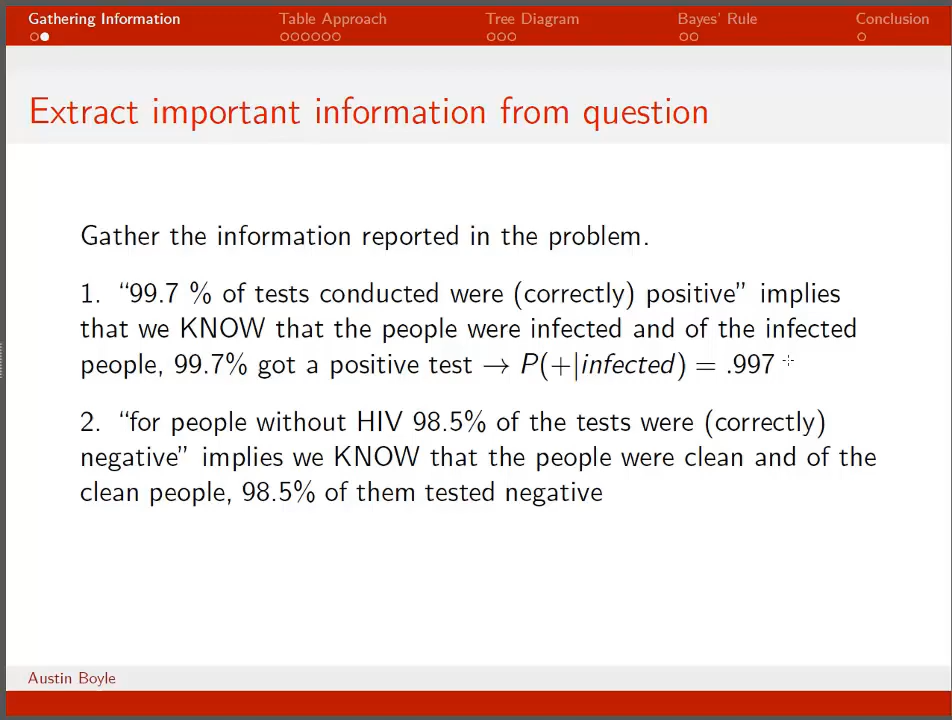 Gathering Information Table Approach Tree Diagram Bayes' Rule Conclusion
Extract important information from question
Gather the information reported in the problem.
1. “99.7 % of tests conducted were (correctly) positive” implies
that we KNOW that the people were infected and of the infected
people, 99.7% got a positive test → P(+|infected) = .997
2. “for people without HIV 98.5% of the tests were (correctly)
negative” implies we KNOW that the people were clean and of the
clean people, 98.5% of them tested negative
Austin Boyle